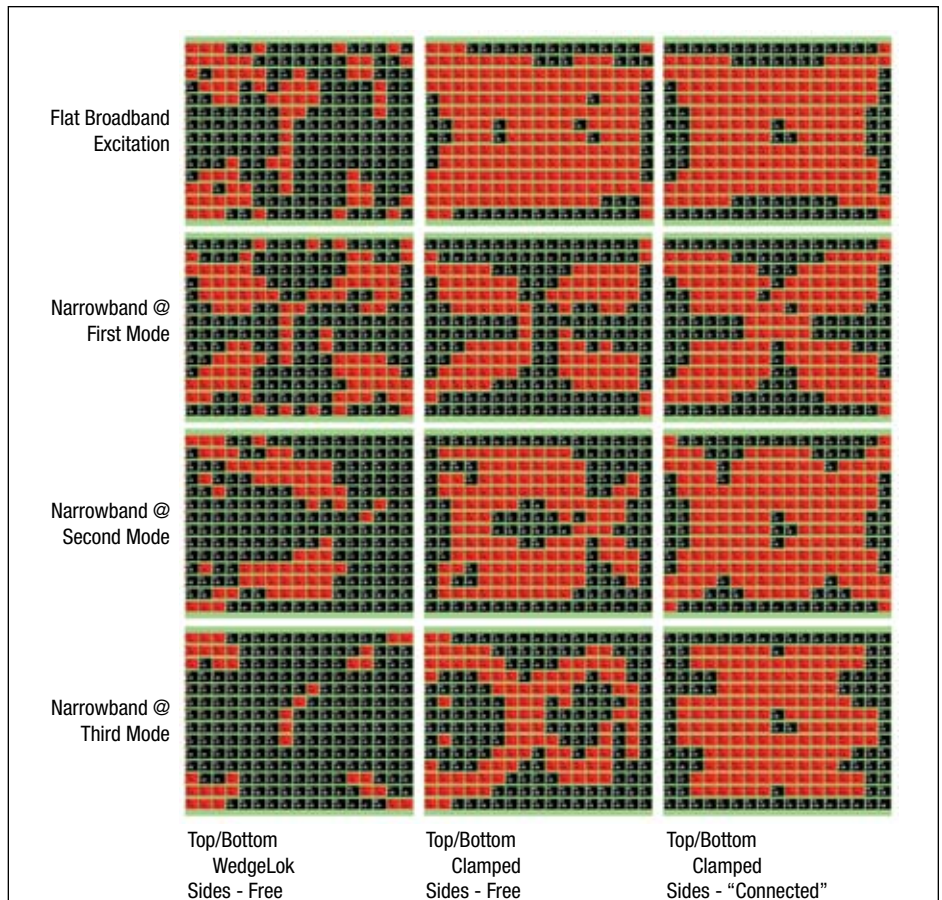 Flat Broadband
Excitation
Narrowband @
First Mode
Narrowband @
Second Mode
Narrowband @
Third Mode
Top/Bottom
WedgeLok
Sides - Free
Top/Bottom
Clamped
Sides - Free
Top/Bottom
Clamped
Sides - “Connected”